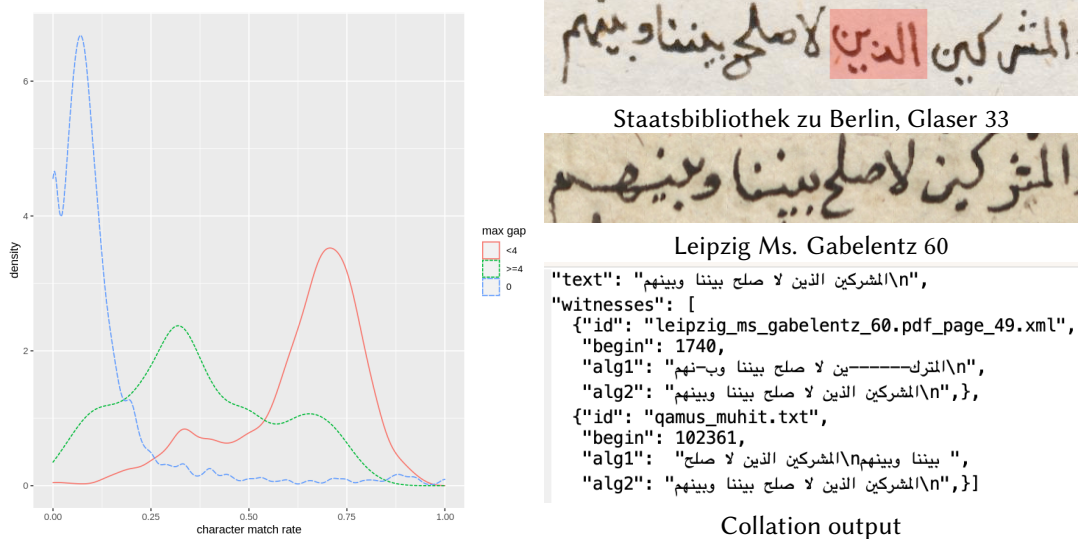 6
4
2
0
density
0.00 0.25 0.50 0.75 1.00
character match rate
max gap
<4
>=4
0
المشركين الذين لا صلح بيننا وبينهم
Staatsbibliothek zu Berlin, Glaser 33
المشركين لا صلح بيننا وبينهم
Leipzig Ms. Gabelentz 60
"text": "المشركين الذين لا صلح بيننا وبينهم\n",
"witnesses": [
{"id": "leipzig_ms_gabelentz_60.pdf_page_49.xml",
"begin": 1740,
"alg1": "المترك------ين لا صلح بيننا وب-نهم\n",
"alg2": "المشركين الذين لا صلح بيننا وبينهم\n",},
{"id": "qamus_muhit.txt",
"begin": 102361,
"alg1": "المشركين الذين لا صلح\nبيننا وبينهم ",
"alg2": "المشركين الذين لا صلح بيننا وبينهم\n",}]
Collation output